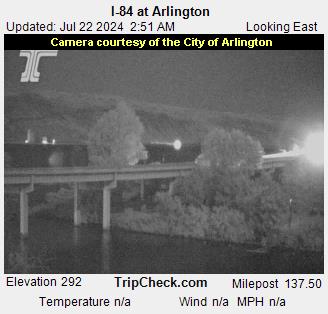 I-84 at Arlington
Updated: Jul 22 2024 2:51 AM Looking East
Camera courtesy of the City of Arlington
Elevation 292 TripCheck.com Milepost 137.50
Temperature n/a Wind n/a MPH n/a